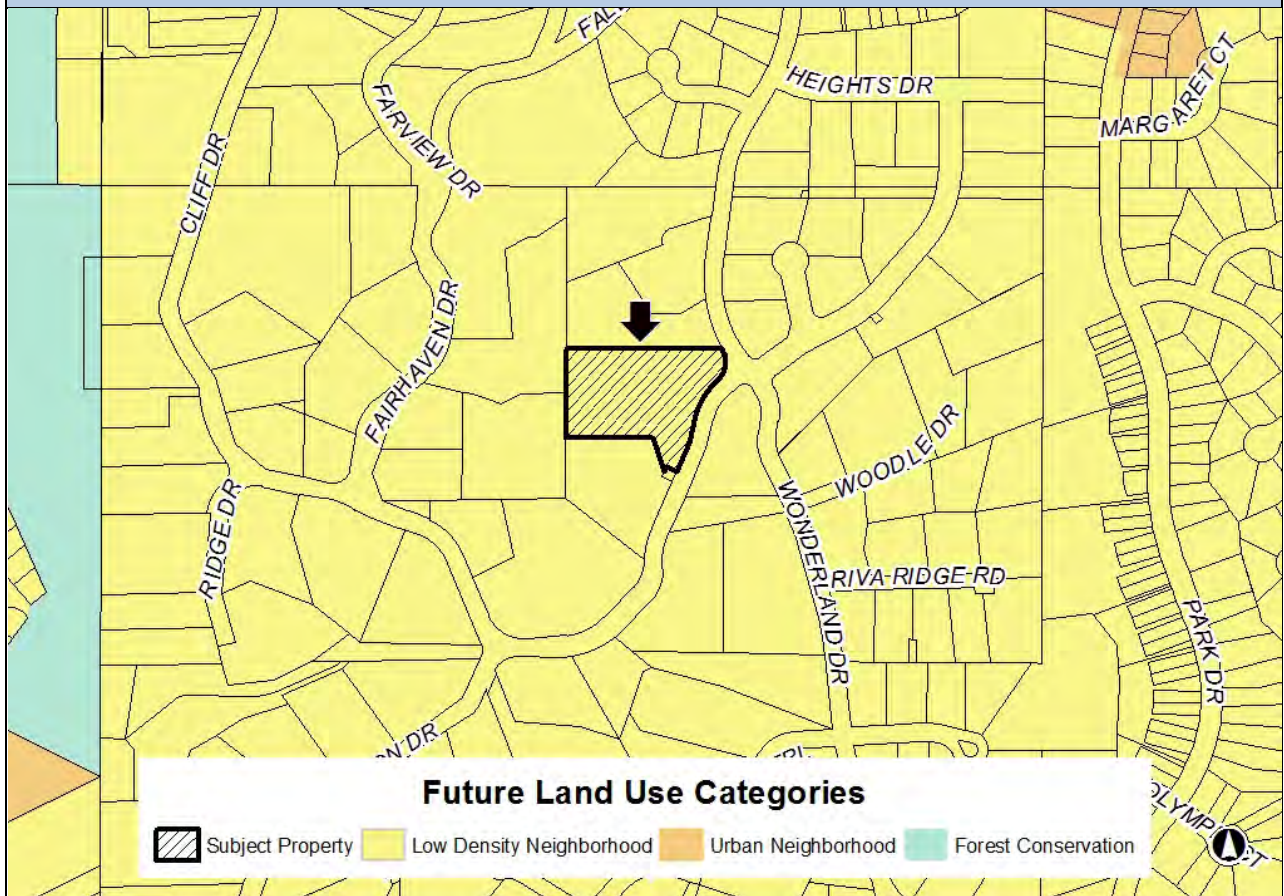 HEIGHTS DR
MARGARET CT
FARVIEW DR
CLIFF DR
FAIRHAVEN DR
WOODLE DR
RIDGE DR
WONDERLAND DR
RIVA RIDGE RD
PARK DR
Future Land Use Categories
Subject Property
Low Density Neighborhood
Urban Neighborhood
Forest Conservation